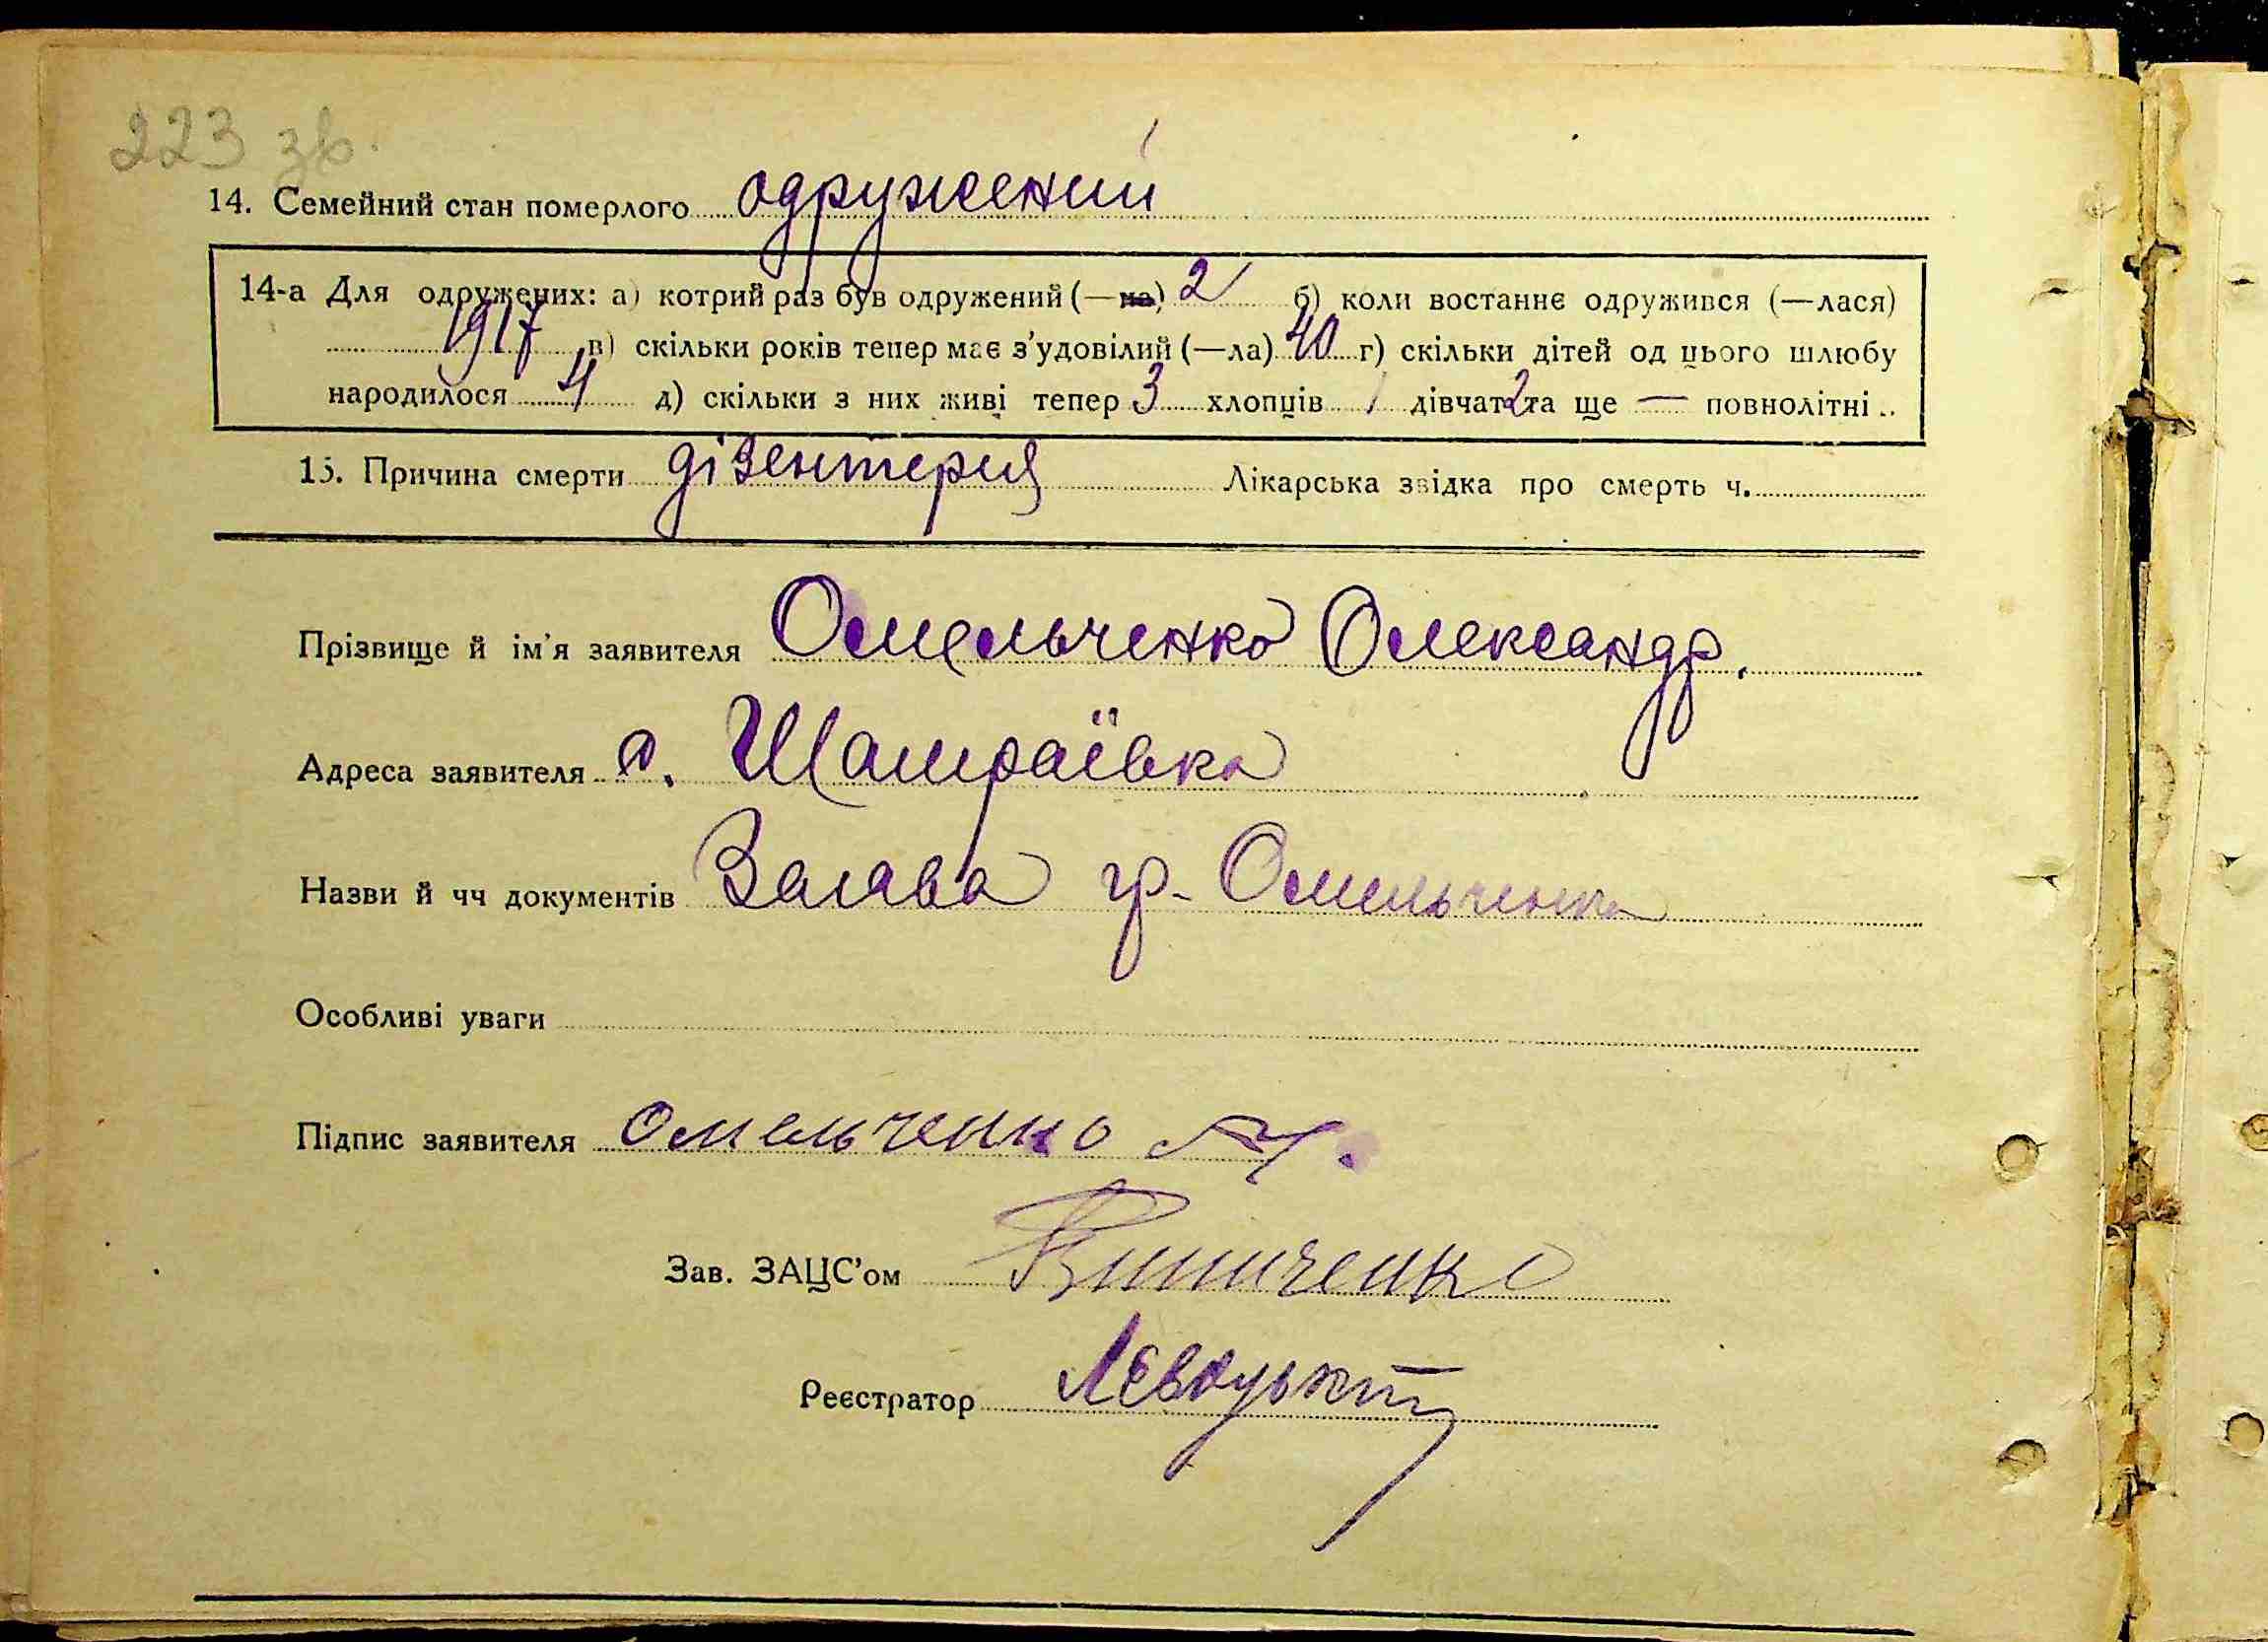 223 зв.
14. Семейний стан померлого одружений
14-а Для одружених: а) котрий раз був одружений (—на) 2 б) коли востаннє одружився (—лася)
1917 в) скільки років тепер має з'удовілий (—ла) 40 г) скільки дітей од цього шлюбу
народилося 4 д) скільки з них живі тепер 3 хлопців 1 дівчат 2 та ще — повнолітні..
15. Причина смерти дізентерия Лікарська звідка про смерть ч.
Прізвище й ім'я заявителя Омельченко Олександр.
Адреса заявителя с. Шамраївка
Назви й чч документів Заява гр. Омельченка
Особливі уваги
Підпис заявителя Омельченко
Зав. ЗАЦС'ом
Реєстратор